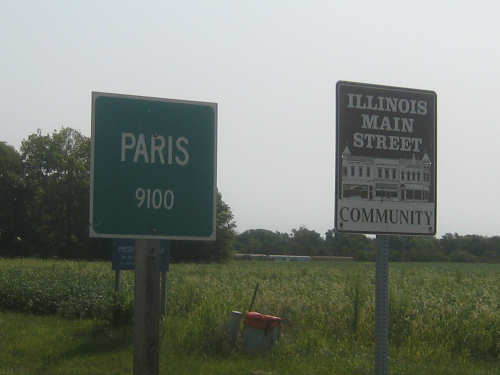 PARIS
9100
ILLINOIS
MAIN
STREET
COMMUNITY